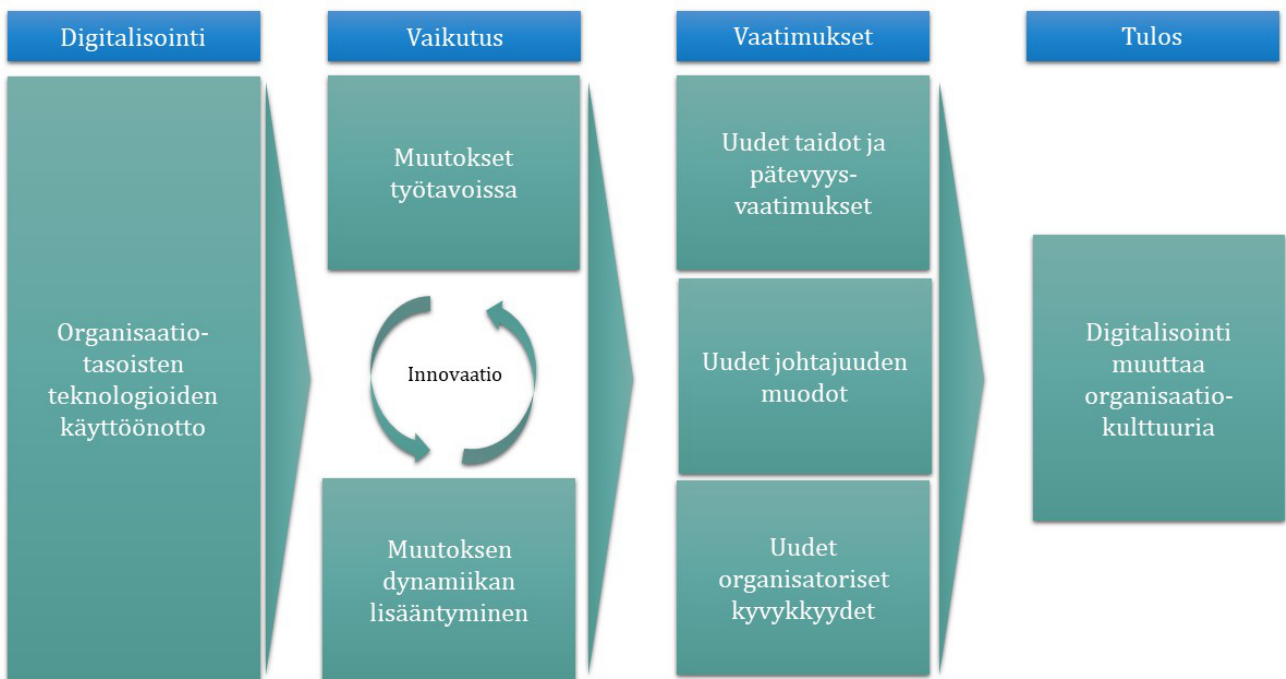 Digitalisointi
Vaikutus
Vaatimukset
Tulos
Organisaatio-
tasoisten
teknologioiden
käyttöönotto
Muutokset
työtavoissa
Innovaatio
Muutoksen
dynamiikan
lisääntyminen
Uudet taidot ja
pätevyys-
vaatimukset
Uudet johtajuuden
muodot
Uudet
organisatoriset
kyvykkyydet
Digitalisointi
muuttaa
organisaatio-
kulttuuria